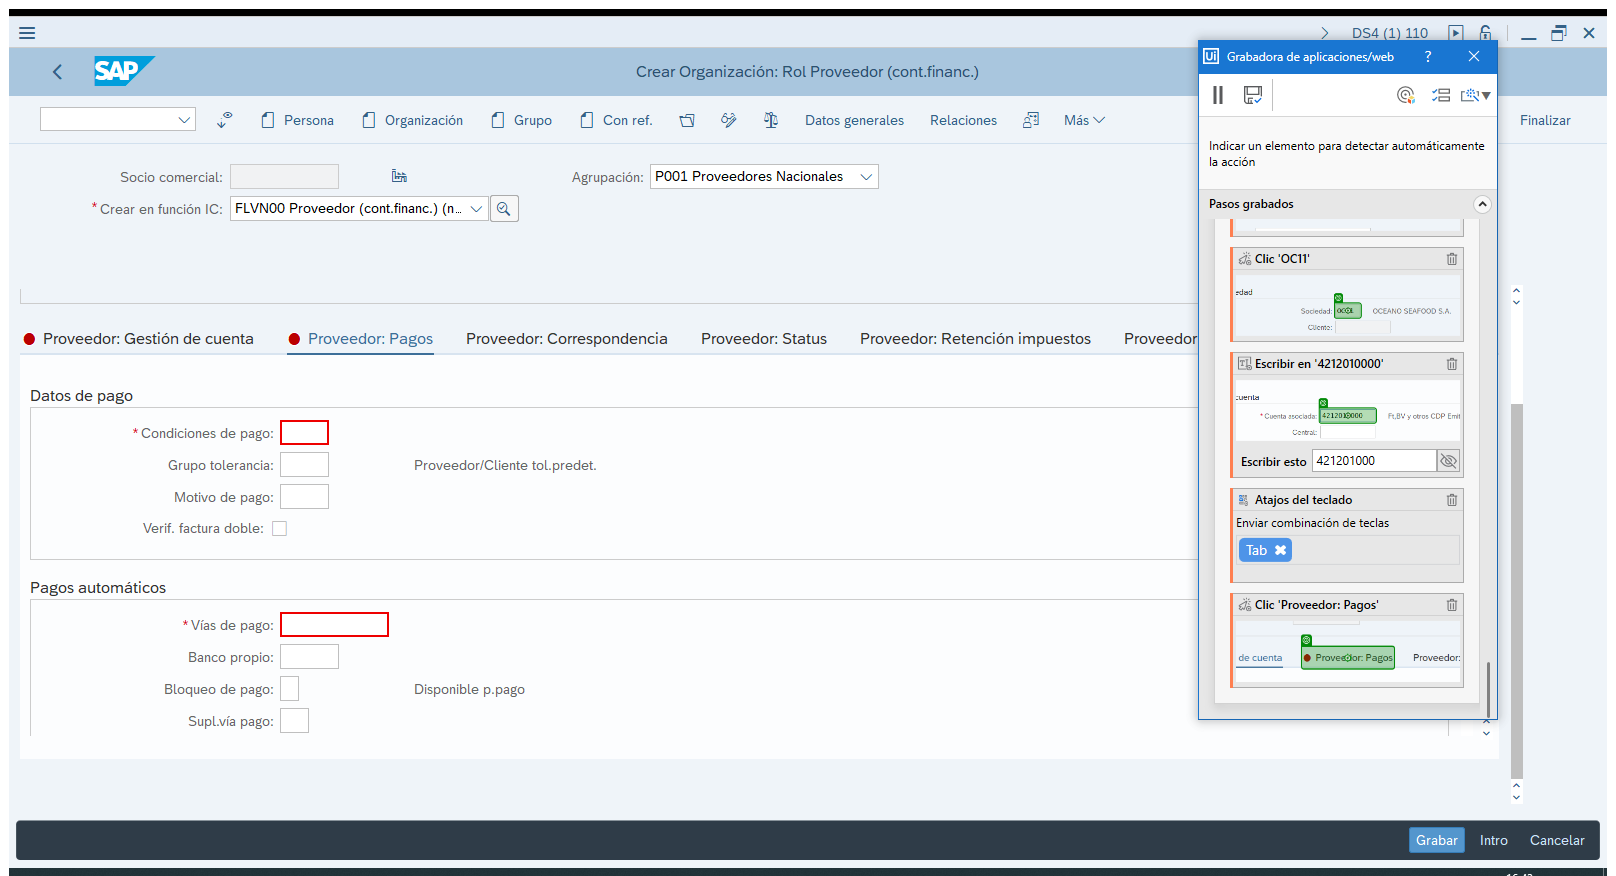 DS4 (1) 110
SAP
Crear Organización: Rol Proveedor (cont.financ.)
Persona
Organización
Grupo
Con ref.
Datos generales
Relaciones
Más
Finalizar
Socio comercial:
Agrupación:
P001 Proveedores Nacionales
* Crear en función IC:
FLVN00 Proveedor (cont.financ.) (n...
Proveedor: Gestión de cuenta
Proveedor: Pagos
Proveedor: Correspondencia
Proveedor: Status
Proveedor: Retención impuestos
Proveedor
Datos de pago
* Condiciones de pago:
Grupo tolerancia:
Proveedor/Cliente tol.predet.
Motivo de pago:
Verif. factura doble:
Pagos automáticos
* Vías de pago:
Banco propio:
Bloqueo de pago:
Disponible p.pago
Supl.vía pago:
Grabar
Intro
Cancelar
Ui
Grabadora de aplicaciones/web
?
Indicar un elemento para detectar automáticamente
la acción
Pasos grabados
Clic 'OC11'
edad
Sociedad:
OCEANO SEAFOOD S.A.
Cliente:
Escribir en '4212010000'
cuenta
* Cuenta asociada:
Ft,BV y otros CDP Emit
Central:
Escribir esto
421201000
Atajos del teclado
Enviar combinación de teclas
Tab
Clic 'Proveedor: Pagos'
de cuenta
Proveedor: Pagos
Proveedor: